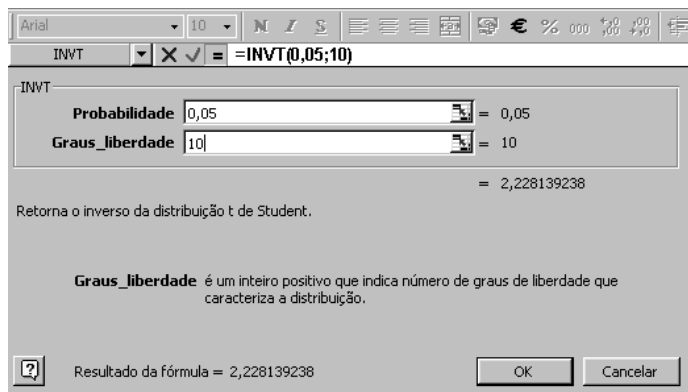 Arial 10 N I S € % 000
INVT =INVT(0,05;10)
INVT
Probabilidade 0,05 = 0,05
Graus_liberdade 10 = 10
= 2,228139238
Retorna o inverso da distribuição t de Student.
Graus_liberdade é um inteiro positivo que indica número de graus de liberdade que
caracteriza a distribuição.
Resultado da fórmula = 2,228139238 OK Cancelar